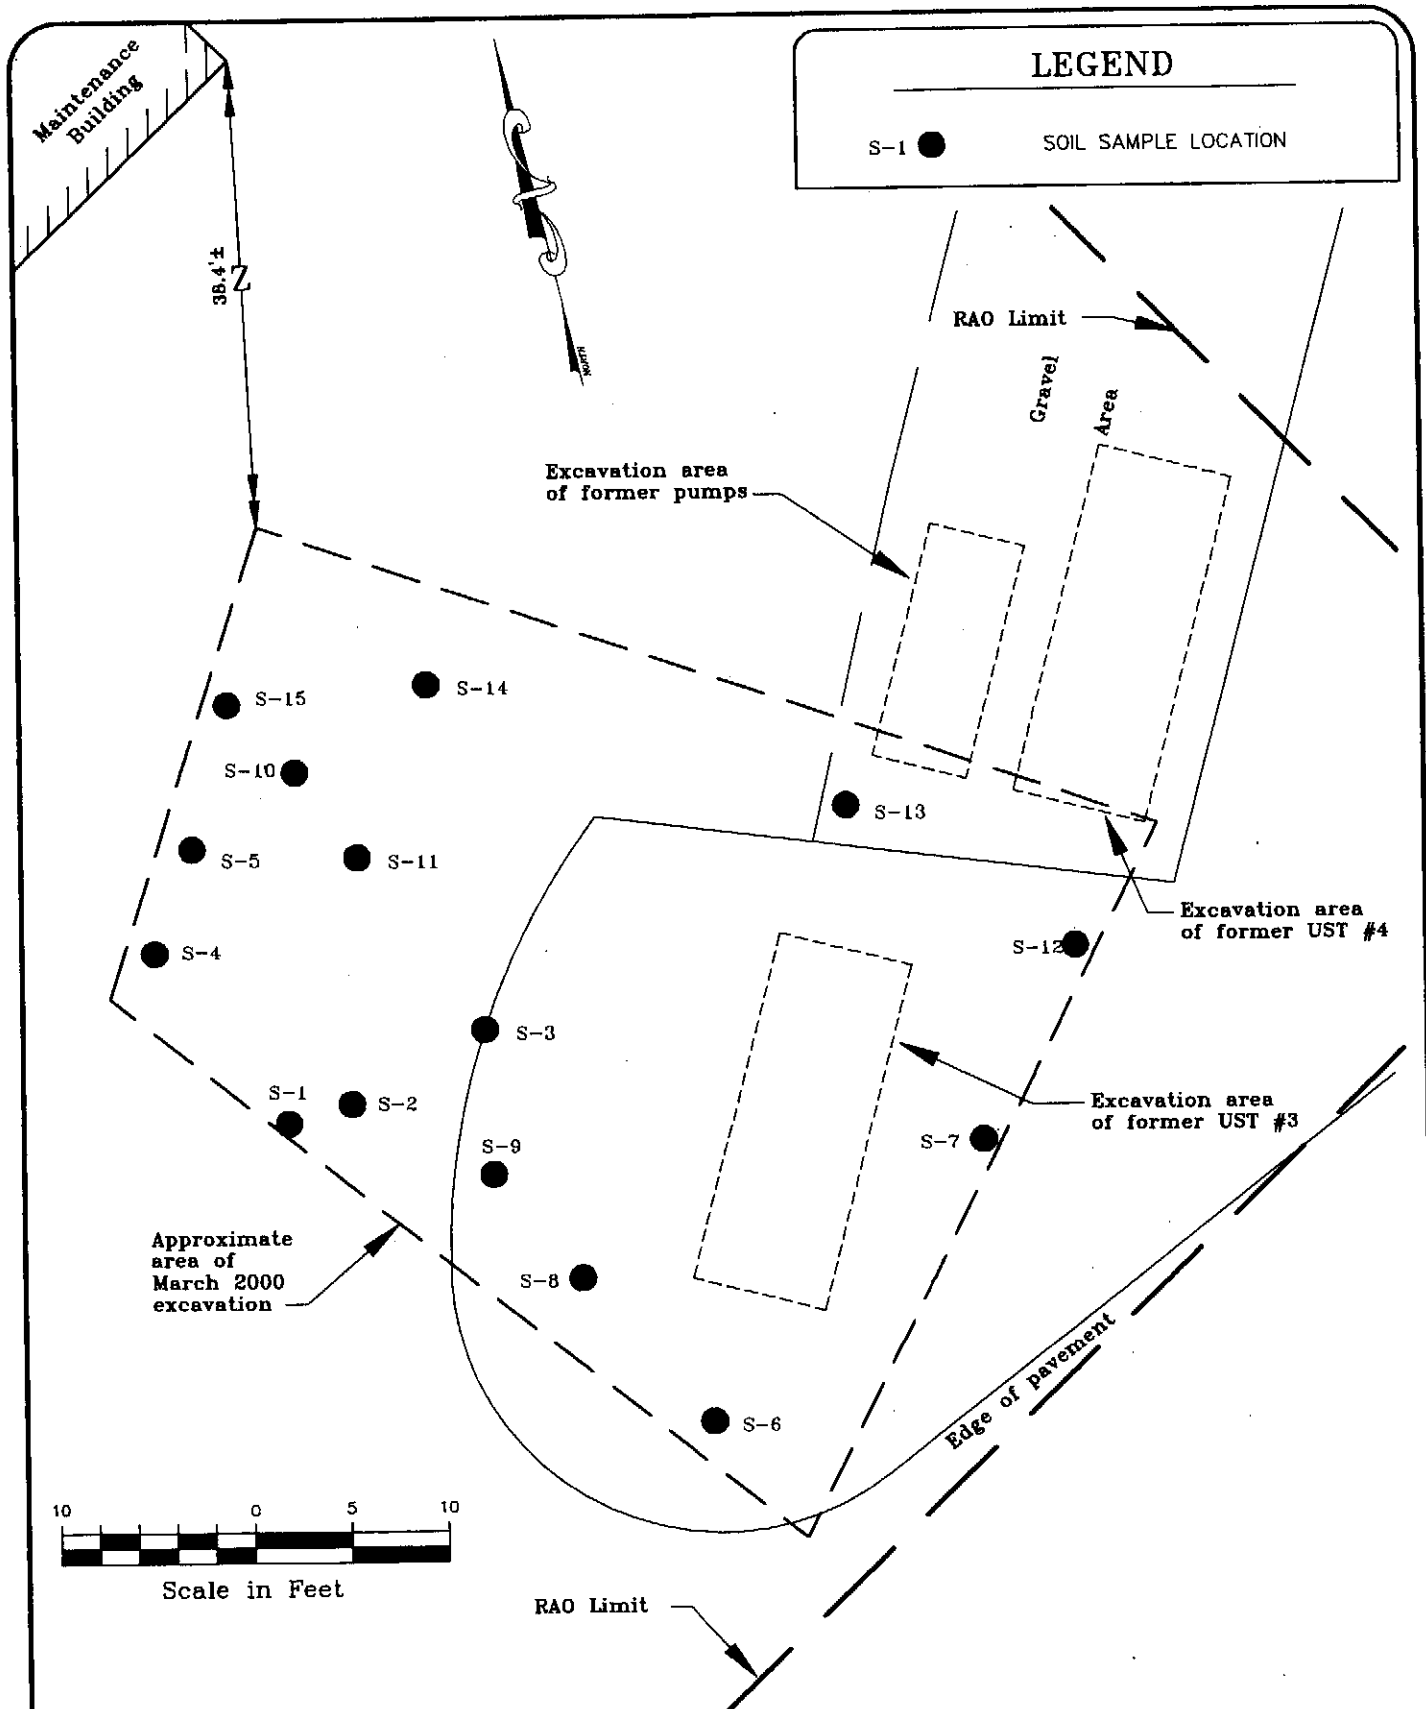 Maintenance
Building
LEGEND
S-1
SOIL SAMPLE LOCATION
38.4'±
Z
NORTH
RAO Limit
Gravel
Area
Excavation area
of former pumps
S-15
S-14
S-10
S-13
S-5
S-11
Excavation area
of former UST #4
S-12
S-4
S-3
S-1
S-2
Excavation area
of former UST #3
S-7
S-9
Approximate
area of
March 2000
excavation
S-8
Edge of pavement
S-6
10 0 5 10
Scale in Feet
RAO Limit